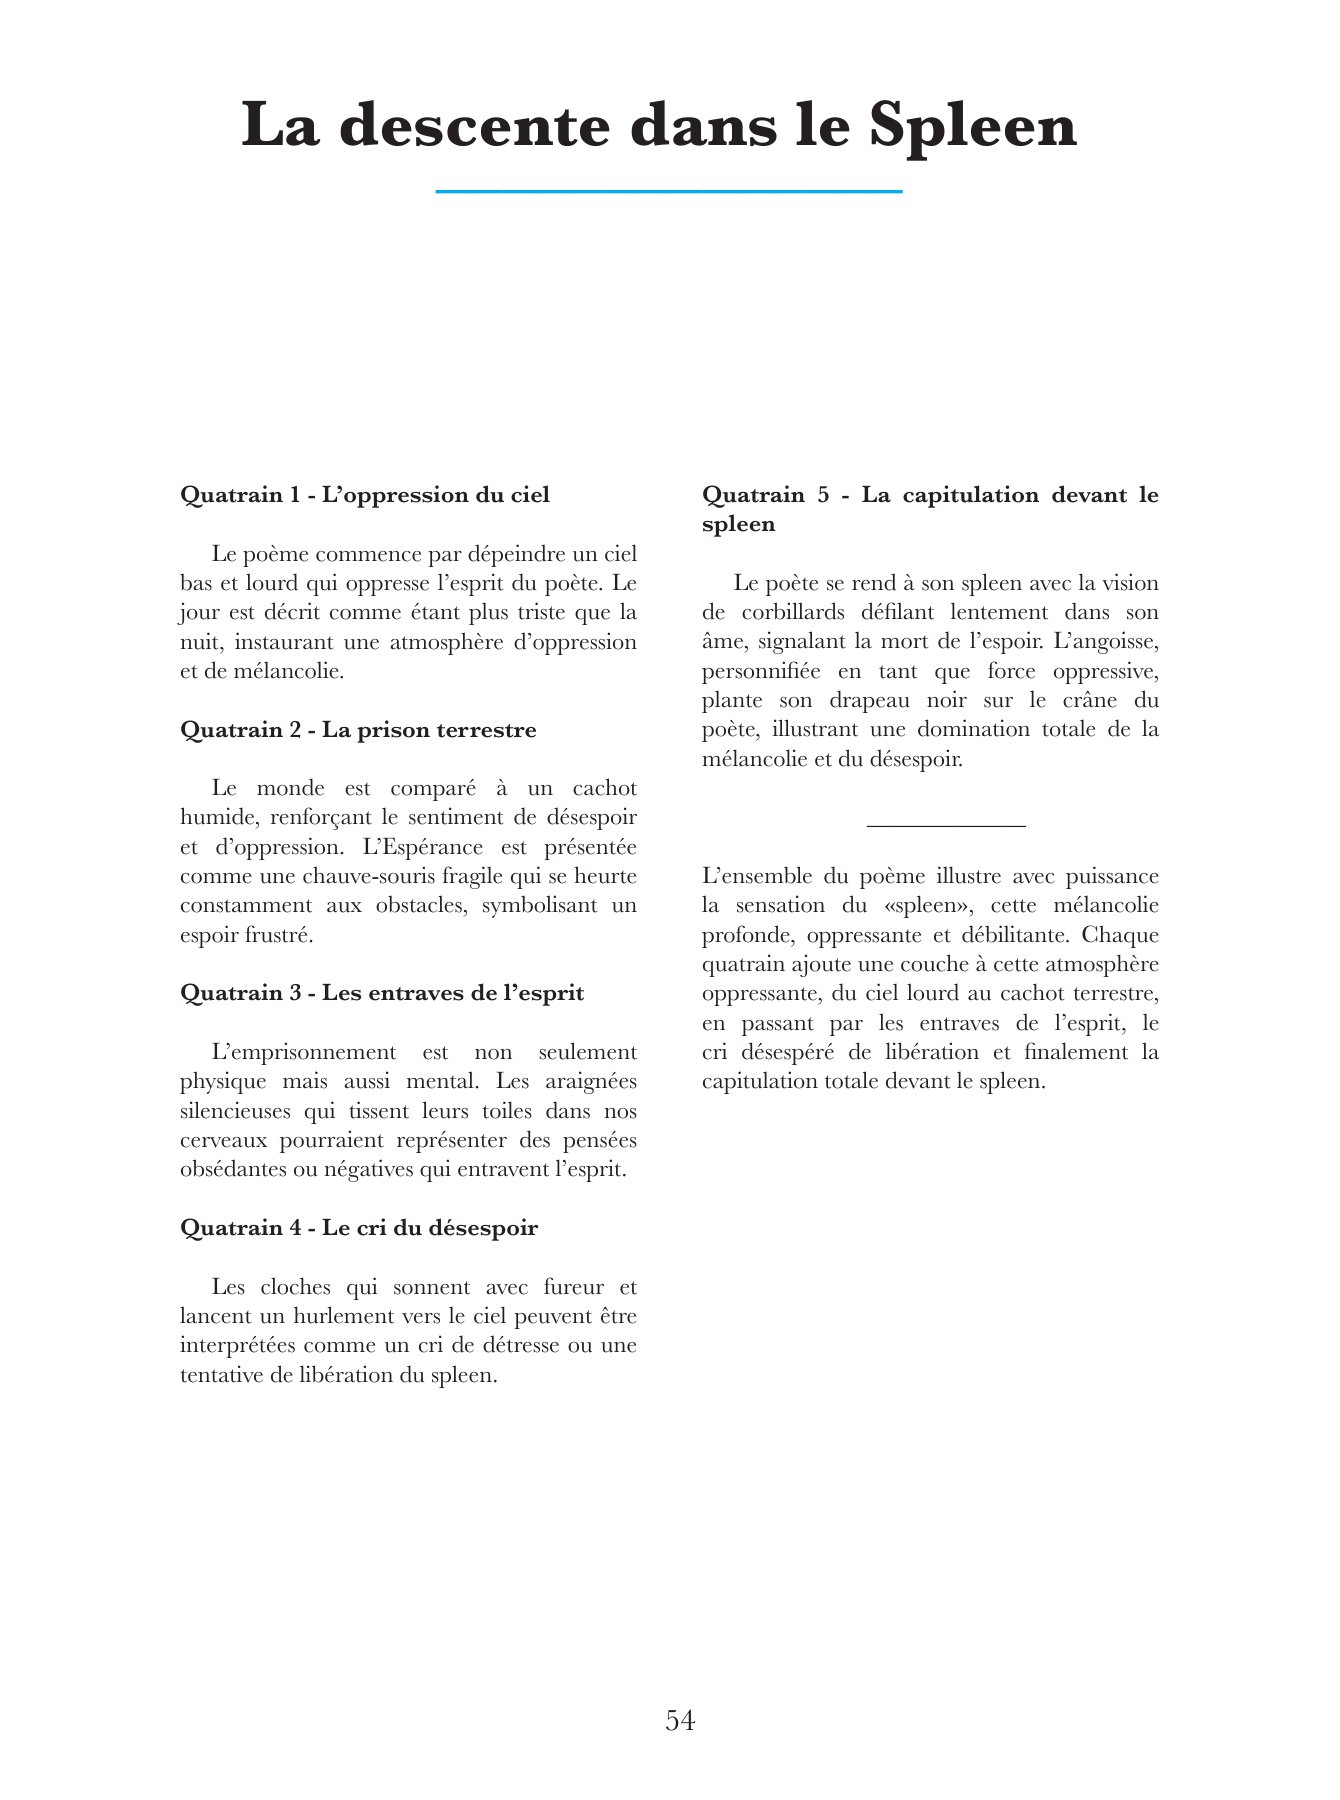 La descente dans le Spleen
Quatrain 1 - L’oppression du ciel
Le poème commence par dépeindre un ciel
bas et lourd qui oppresse l’esprit du poète. Le
jour est décrit comme étant plus triste que la
nuit, instaurant une atmosphère d’oppression
et de mélancolie.
Quatrain 2 - La prison terrestre
Le monde est comparé à un cachot
humide, renforçant le sentiment de désespoir
et d’oppression. L’Espérance est présentée
comme une chauve-souris fragile qui se heurte
constamment aux obstacles, symbolisant un
espoir frustré.
Quatrain 3 - Les entraves de l’esprit
L’emprisonnement est non seulement
physique mais aussi mental. Les araignées
silencieuses qui tissent leurs toiles dans nos
cerveaux pourraient représenter des pensées
obsédantes ou négatives qui entravent l’esprit.
Quatrain 4 - Le cri du désespoir
Les cloches qui sonnent avec fureur et
lancent un hurlement vers le ciel peuvent être
interprétées comme un cri de détresse ou une
tentative de libération du spleen.
Quatrain 5 - La capitulation devant le
spleen
Le poète se rend à son spleen avec la vision
de corbillards défilant lentement dans son
âme, signalant la mort de l’espoir. L’angoisse,
personnifiée en tant que force oppressive,
plante son drapeau noir sur le crâne du
poète, illustrant une domination totale de la
mélancolie et du désespoir.
L’ensemble du poème illustre avec puissance
la sensation du «spleen», cette mélancolie
profonde, oppressante et débilitante. Chaque
quatrain ajoute une couche à cette atmosphère
oppressante, du ciel lourd au cachot terrestre,
en passant par les entraves de l’esprit, le
cri désespéré de libération et finalement la
capitulation totale devant le spleen.
54